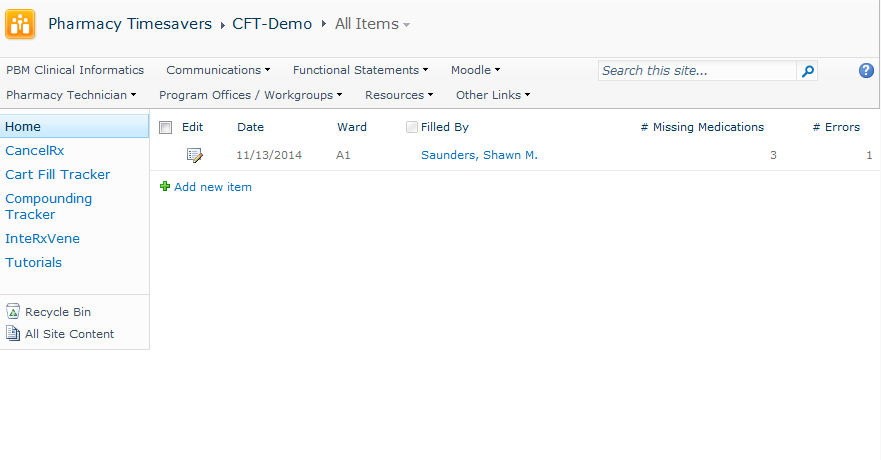 Pharmacy Timesavers CFT-Demo All Items
PBM Clinical Informatics Communications Functional Statements Moodle Search this site...
Pharmacy Technician Program Offices / Workgroups Resources Other Links
Home
CancelRx
Cart Fill Tracker
Compounding
Tracker
InteRxVene
Tutorials
Recycle Bin
All Site Content
Edit Date Ward Filled By # Missing Medications # Errors
11/13/2014 A1 Saunders, Shawn M. 3 1
Add new item